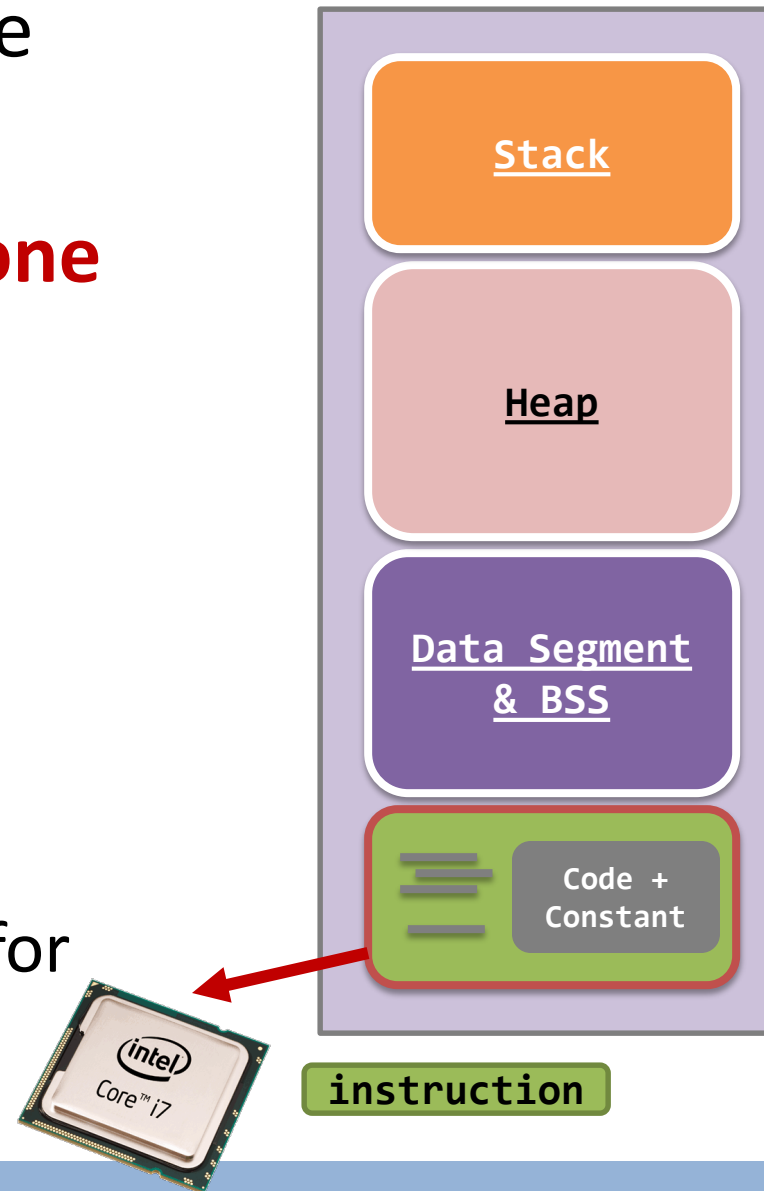 e
one
for
Stack
Heap
Data Segment
& BSS
Code +
Constant
intel
Core™ i7
instruction